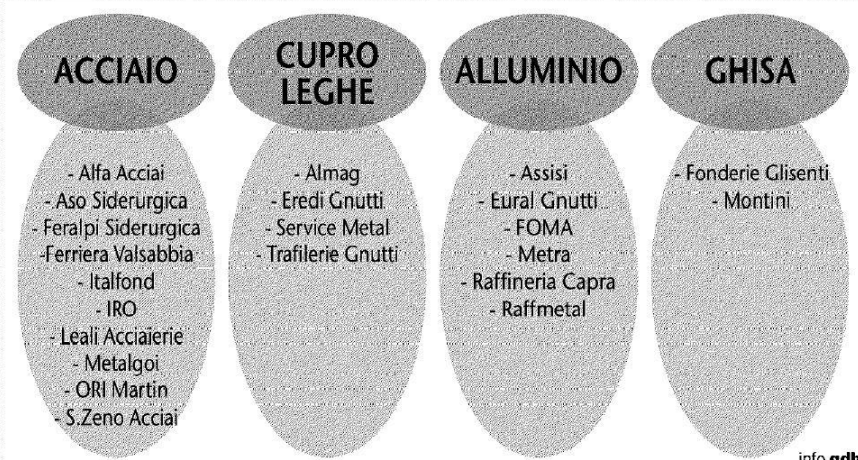 ACCIAIO
- Alfa Acciai
- Aso Siderurgica
- Feralpi Siderurgica
-Ferriera Valsabbia
- Italfond
- IRO
- Leali Acciaierie
- Metalgoi
- ORI Martin
- S.Zeno Acciai
CUPRO
LEGHE
- Almag
- Eredi Gnutti
- Service Metal
- Trafilerie Gnutti
ALLUMINIO
- Assisi
- Eural Gnutti
- FOMA
- Metra
- Raffineria Capra
- Raffmetal
GHISA
- Fonderie Glisenti
- Montini
info gdb